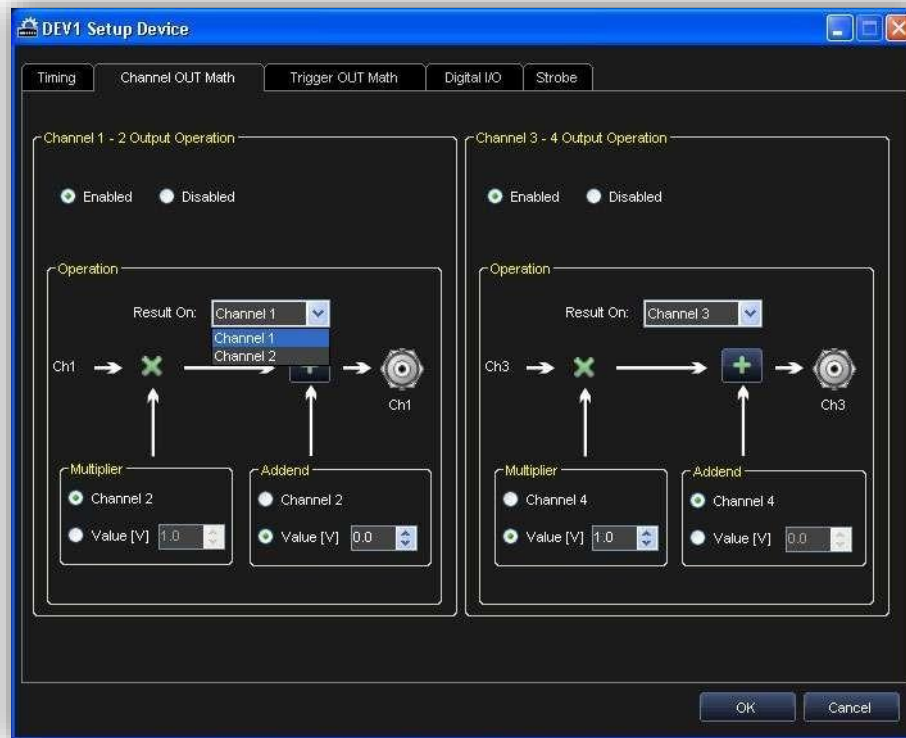 DEV1 Setup Device
Timing Channel OUT Math Trigger OUT Math Digital I/O Strobe
Channel 1 - 2 Output Operation
Enabled Disabled
Operation
Result On: Channel 1
Channel 1
Channel 2
Ch1
Ch1
Multiplier
Channel 2
Value [V] 1.0
Addend
Channel 2
Value [V] 0.0
Channel 3 - 4 Output Operation
Enabled Disabled
Operation
Result On: Channel 3
Ch3
Ch3
Multiplier
Channel 4
Value [V] 1.0
Addend
Channel 4
Value [V] 0.0
OK Cancel